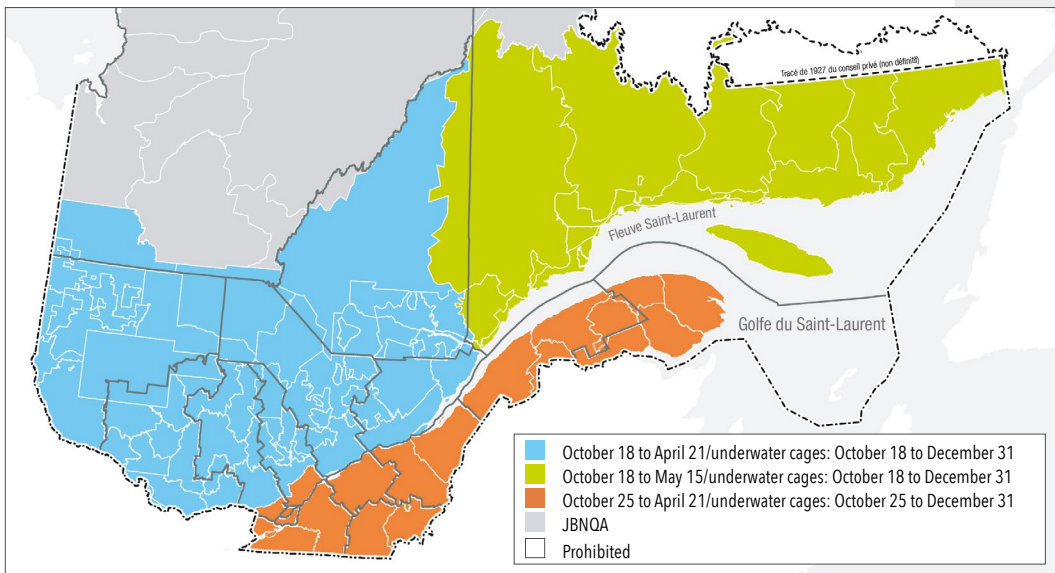 Tracé de 1927 du conseil privé (non définitif)
Fleuve Saint-Laurent
Golfe du Saint-Laurent
October 18 to April 21/underwater cages: October 18 to December 31
October 18 to May 15/underwater cages: October 18 to December 31
October 25 to April 21/underwater cages: October 25 to December 31
JBNQA
Prohibited